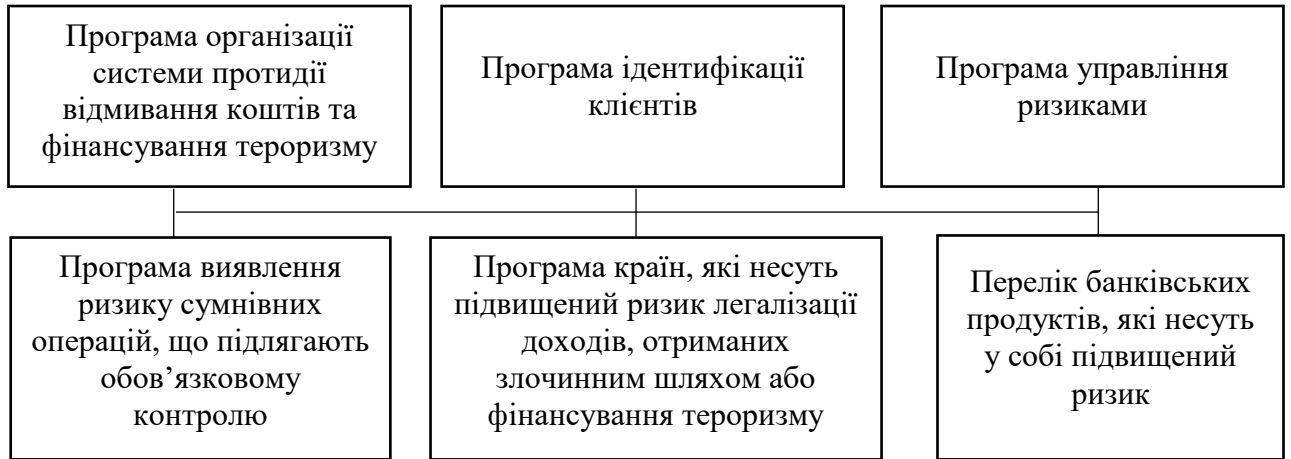 Програма організації
системи протидії
відмивання коштів та
фінансування тероризму
Програма ідентифікації
клієнтів
Програма управління
ризиками
Програма виявлення
ризику сумнівних
операцій, що підлягають
обов’язковому
контролю
Програма країн, які несуть
підвищений ризик легалізації
доходів, отриманих
злочинним шляхом або
фінансування тероризму
Перелік банківських
продуктів, які несуть
у собі підвищений
ризик